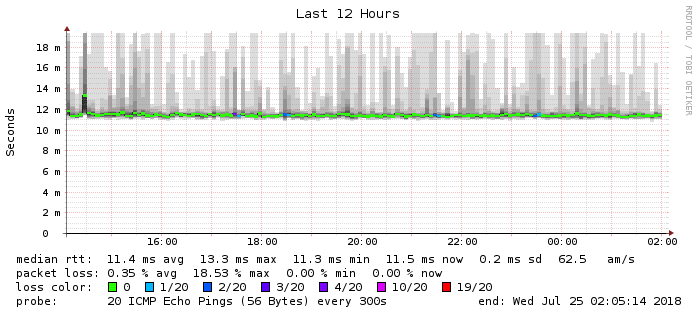 Last 12 Hours
RRDTOOL / TOBI OETIKER
Seconds
18 m
16 m
14 m
12 m
10 m
8 m
6 m
4 m
2 m
0
16:00 18:00 20:00 22:00 00:00 02:00
median rtt: 11.4 ms avg 13.3 ms max 11.3 ms min 11.5 ms now 0.2 ms sd 62.5 am/s
packet loss: 0.35 % avg 18.53 % max 0.00 % min 0.00 % now
loss color: 0 1/20 2/20 3/20 4/20 10/20 19/20
probe: 20 ICMP Echo Pings (56 Bytes) every 300s end: Wed Jul 25 02:05:14 2018